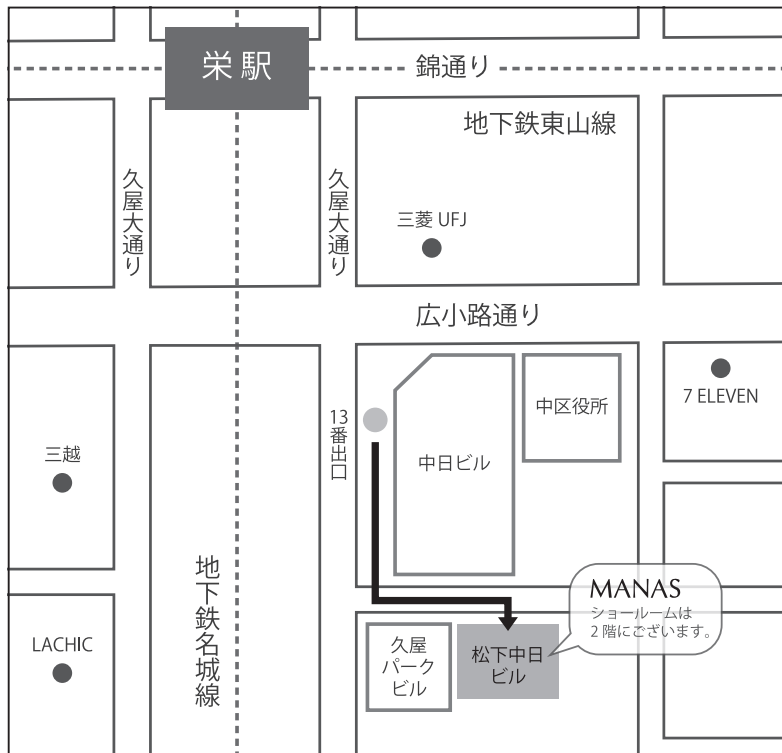 栄駅
錦通り
地下鉄東山線
久屋大通り
久屋大通り
三菱 UFJ
広小路通り
13番出口
中日ビル
中区役所
7 ELEVEN
三越
地下鉄名城線
MANAS
ショールームは
2 階にございます。
LACHIC
久屋
パーク
ビル
松下中日
ビル